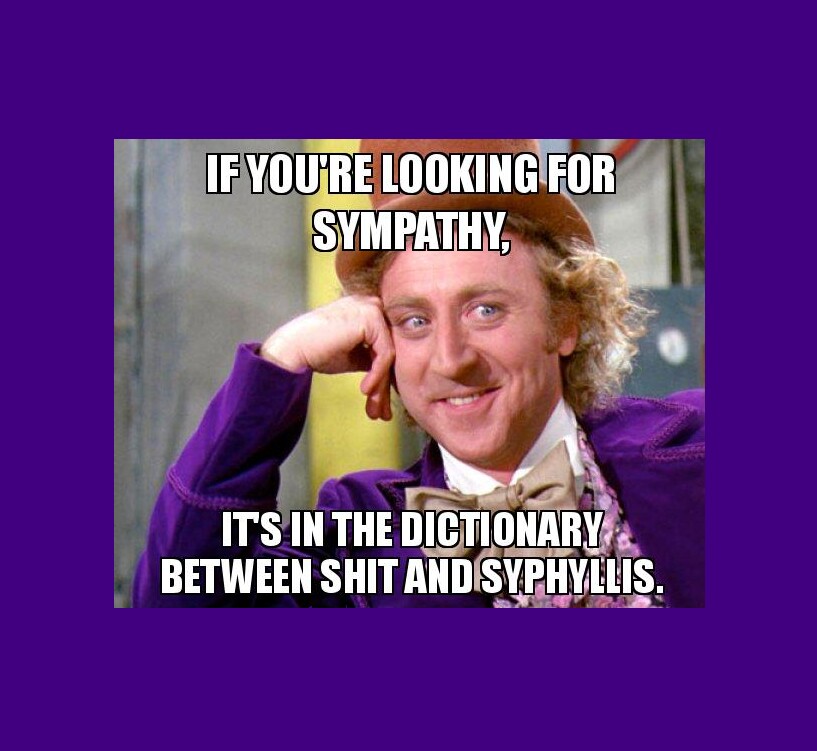 IF YOU'RE LOOKING FOR
SYMPATHY,
IT'S IN THE DICTIONARY
BETWEEN SHIT AND SYPHYLLIS.